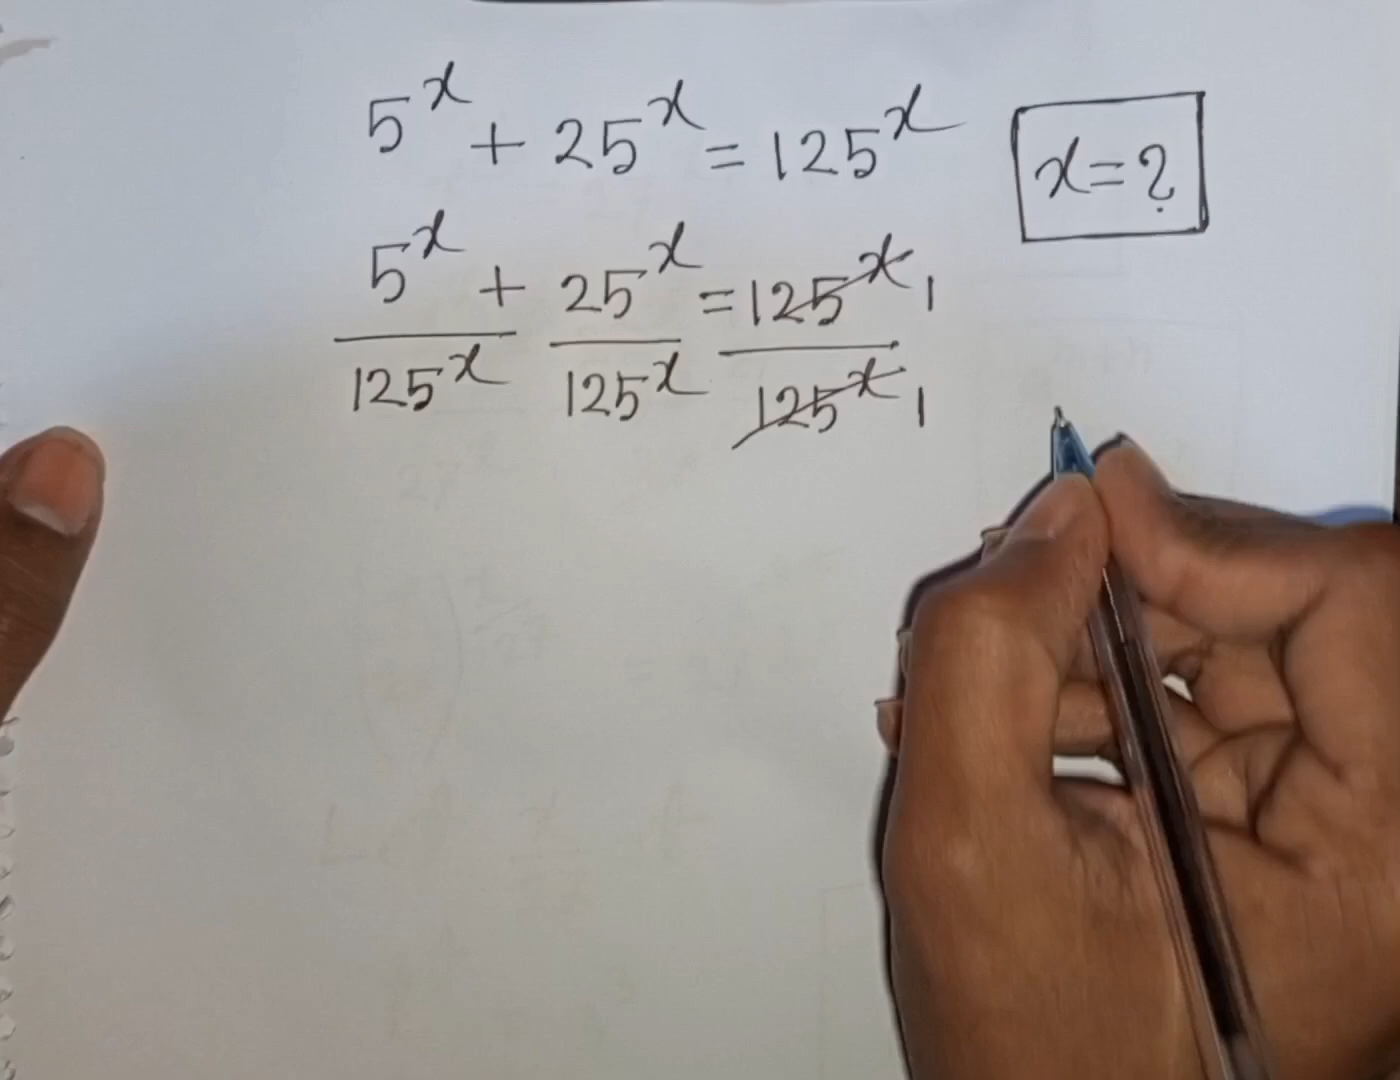 5^x + 25^x = 125^x
x = ?
5^x/125^x + 25^x/125^x = 125^x/125^x 1/1